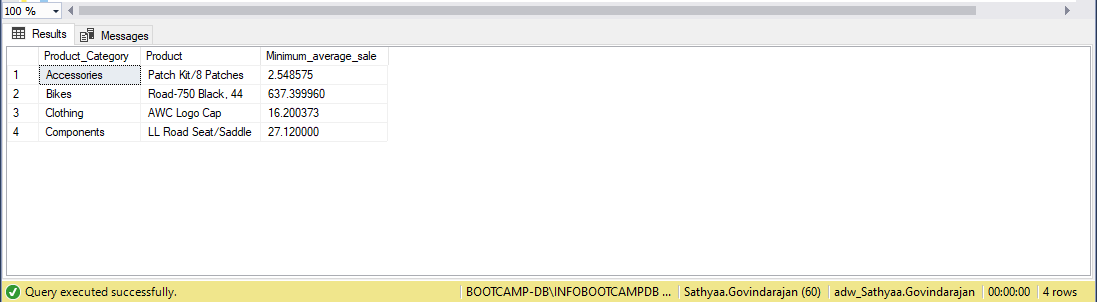 100 %
Results Messages
Product_Category Product Minimum_average_sale
1 Accessories Patch Kit/8 Patches 2.548575
2 Bikes Road-750 Black, 44 637.399960
3 Clothing AWC Logo Cap 16.200373
4 Components LL Road Seat/Saddle 27.120000
Query executed successfully. BOOTCAMP-DB\INFOBOOTCAMPDB ... Sathyaa.Govindarajan (60) adw_Sathyaa.Govindarajan 00:00:00 4 rows